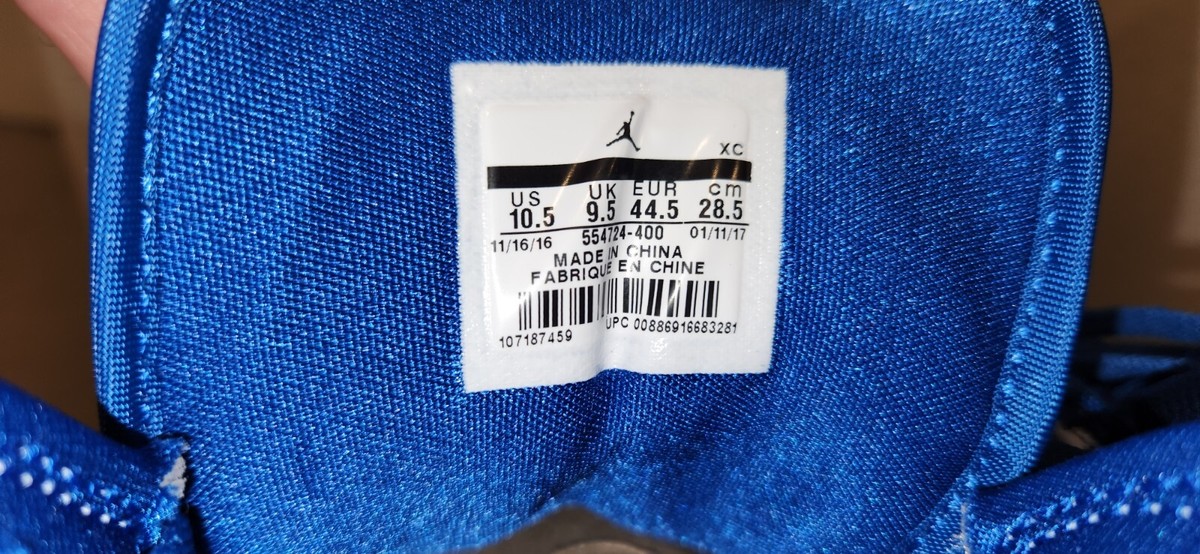 XC
US UK EUR cm
10.5 9.5 44.5 28.5
11/16/16 554724-400 01/11/17
MADE IN CHINA
FABRIQUÉ EN CHINE
107187459 UPC 00886916683281